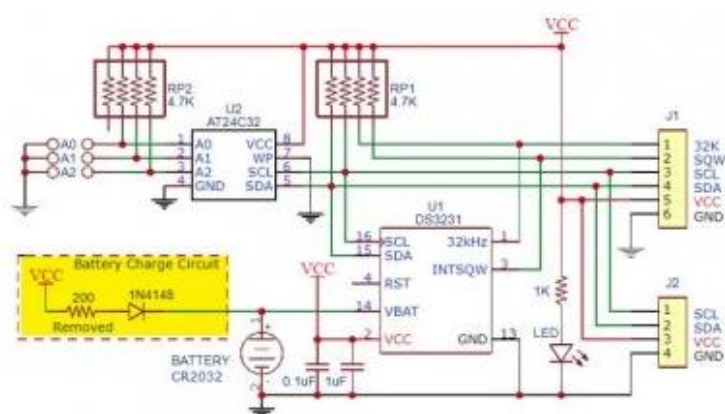 VCC
RP2
4.7K
RP1
4.7K
U2
AT24C32
J1
A0
A1
A2
1 A0
2 A1
3 A2
4 GND
VCC 8
WP 7
SCL 6
SDA 5
1 32K
2 SQW
3 SCL
4 SDA
5 VCC
6 GND
U1
DS3231
16 SCL
15 SDA
4 RST
14 VBAT
2 VCC
32kHz 1
INTSQW 3
GND 13
Battery Charge Circuit
VCC
200
1N4148
Removed
VCC
1
+
BATTERY
CR2032
2
0.1uF
1uF
1K
LED
J2
1 SCL
2 SDA
3 VCC
4 GND